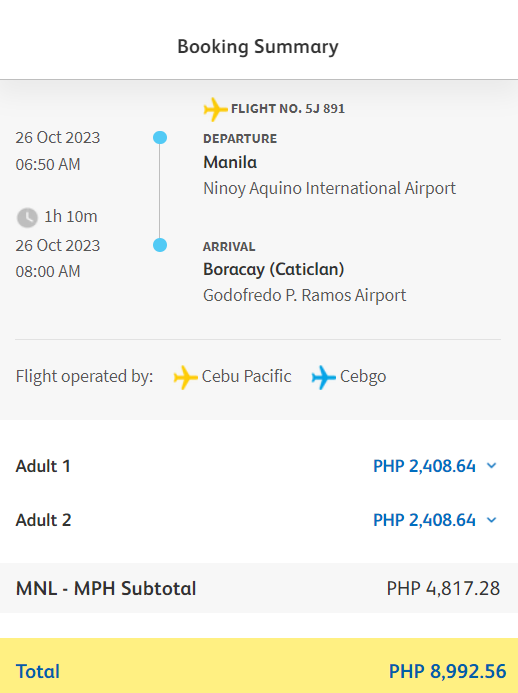 Booking Summary
FLIGHT NO. 5J 891
26 Oct 2023
DEPARTURE
06:50 AM
Manila
Ninoy Aquino International Airport
1h 10m
26 Oct 2023
ARRIVAL
08:00 AM
Boracay (Caticlan)
Godofredo P. Ramos Airport
Flight operated by: Cebu Pacific Cebgo
Adult 1 PHP 2,408.64
Adult 2 PHP 2,408.64
MNL - MPH Subtotal PHP 4,817.28
Total PHP 8,992.56